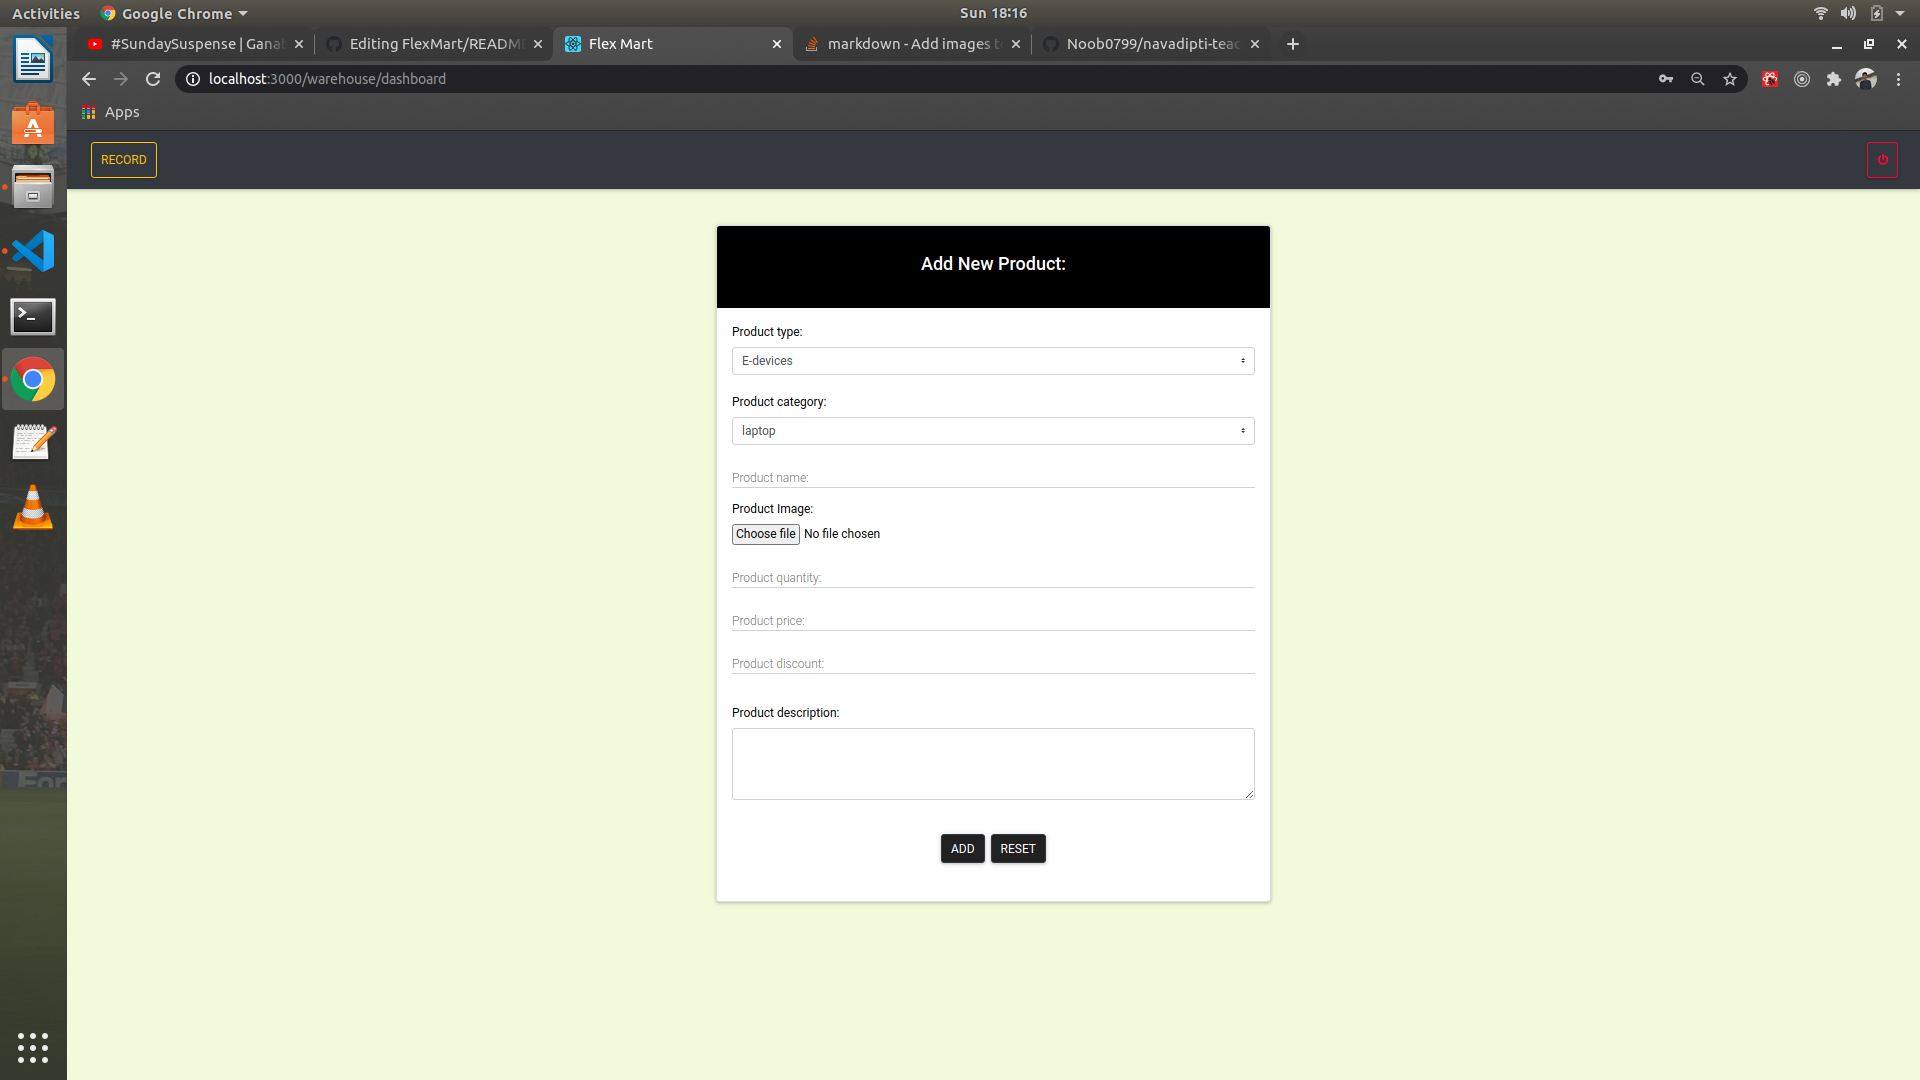 Activities
Google Chrome
Sun 18:16
#SundaySuspense | Gana
Editing FlexMart/READM
Flex Mart
markdown - Add images t
Noob0799/navadipti-teac
localhost:3000/warehouse/dashboard
Apps
RECORD
Add New Product:
Product type:
E-devices
Product category:
laptop
Product name:
Product Image:
Choose file No file chosen
Product quantity:
Product price:
Product discount:
Product description:
ADD RESET